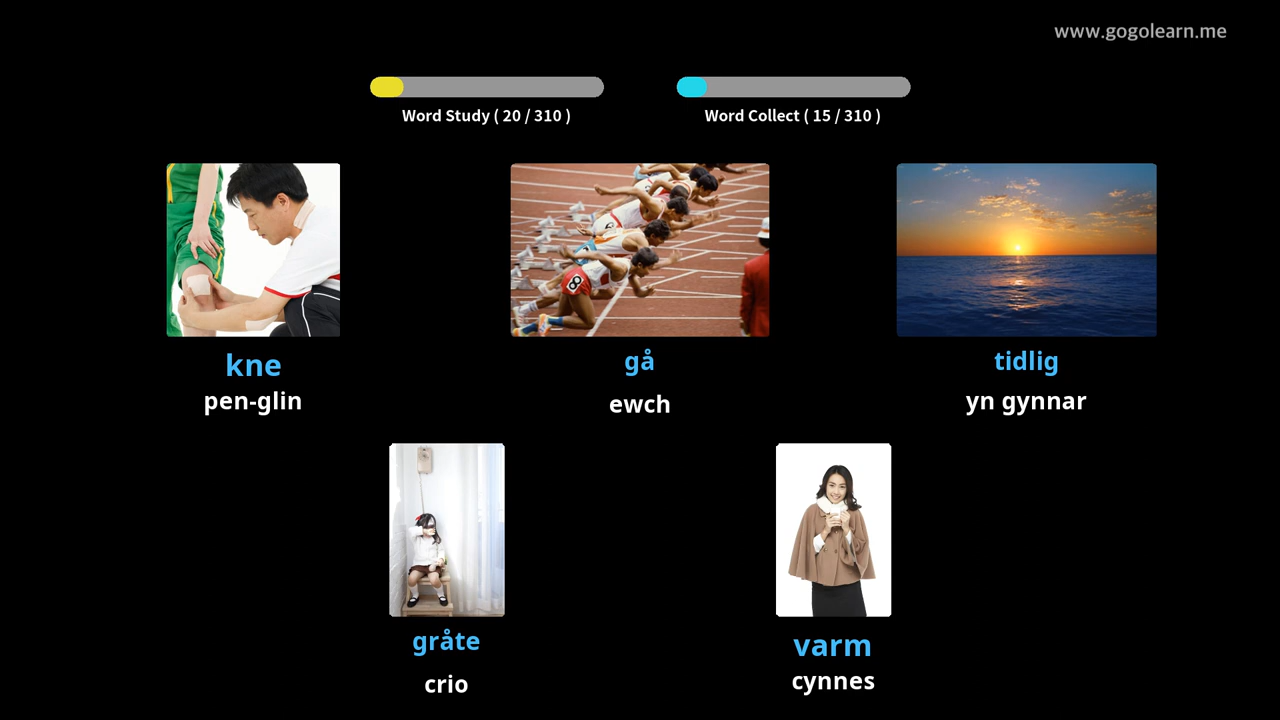 www.gogolearn.me
Word Study ( 20 / 310 )
Word Collect ( 15 / 310 )
kne
pen-glin
gå
ewch
tidlig
yn gynnar
gråte
crio
varm
cynnes